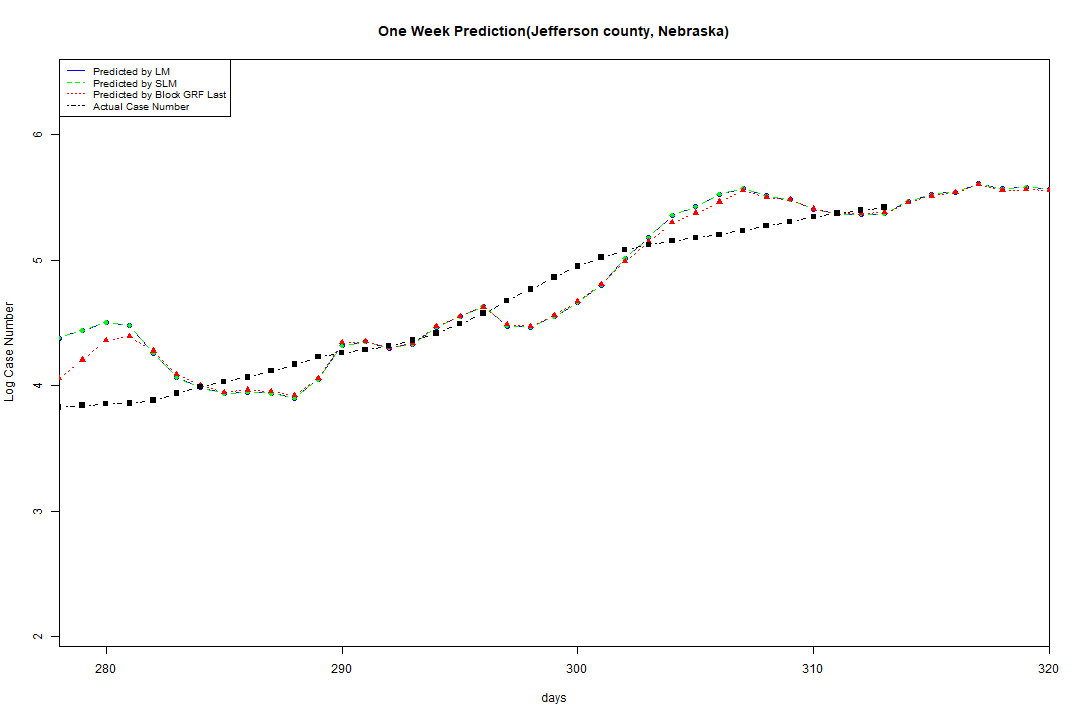 One Week Prediction(Jefferson county, Nebraska)
Predicted by LM
Predicted by SLM
Predicted by Block GRF Last
Actual Case Number
6
5
4
3
2
Log Case Number
280 290 300 310 320
days